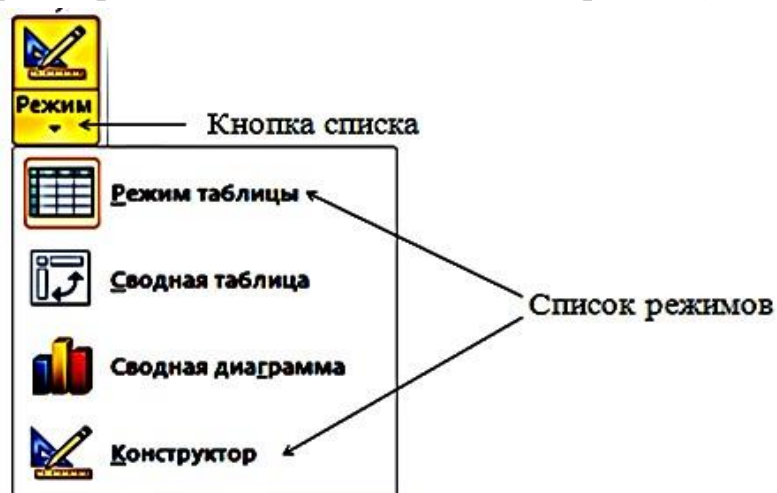 Режим
Кнопка списка
Режим таблицы
Сводная таблица
Список режимов
Сводная диаграмма
Конструктор